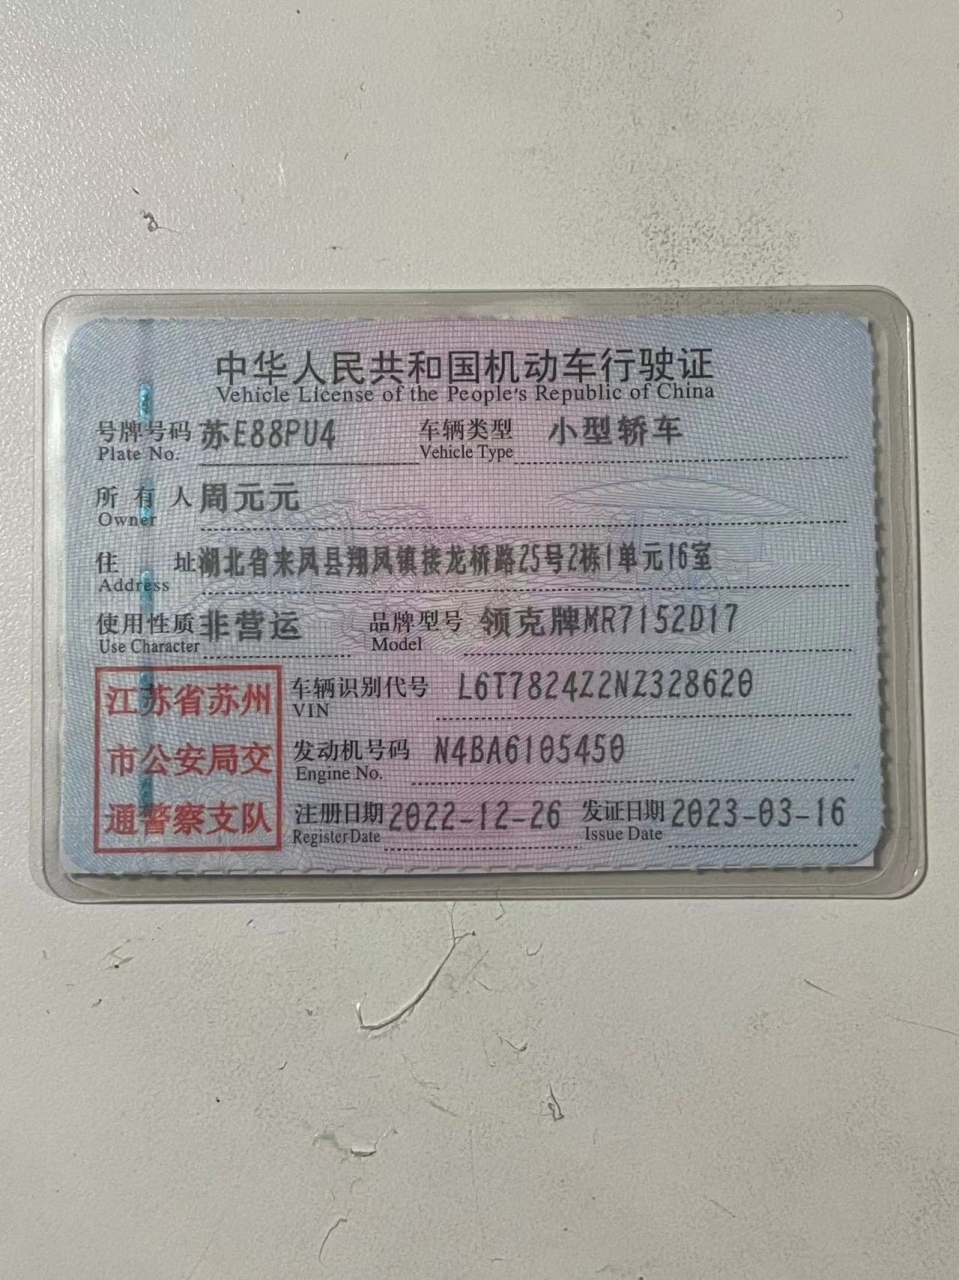 中华人民共和国机动车行驶证
Vehicle License of the People's Republic of China
号牌号码 苏E88PU4 车辆类型 小型轿车
Plate No. Vehicle Type
所有人 周元元
Owner
住址 湖北省来凤县翔凤镇接龙桥路25号2栋1单元16室
Address
使用性质 非营运 品牌型号 领克牌MR7152D17
Use Character Model
江苏省苏州
市公安局交
通警察支队
车辆识别代号 L6T7824Z2NZ328620
VIN
发动机号码 N4BA6105450
Engine No.
注册日期 2022-12-26 发证日期 2023-03-16
Register Date Issue Date